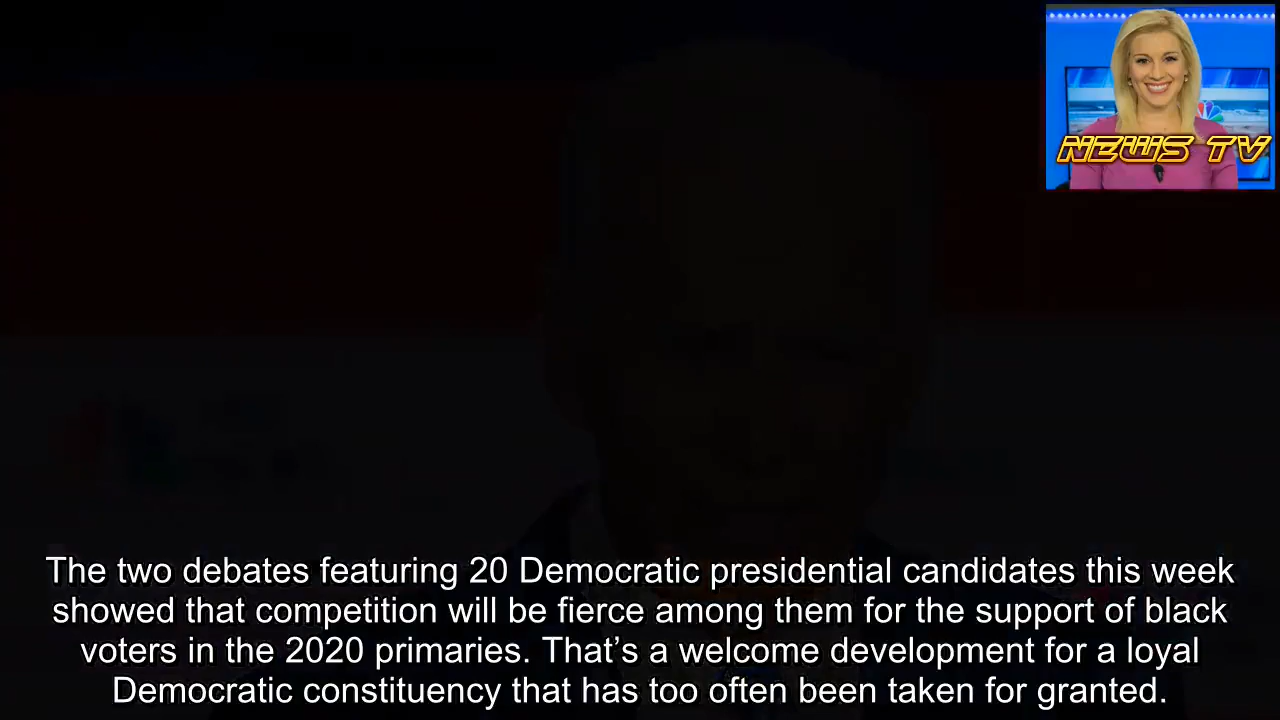 NEWS TV
The two debates featuring 20 Democratic presidential candidates this week
showed that competition will be fierce among them for the support of black
voters in the 2020 primaries. That’s a welcome development for a loyal
Democratic constituency that has too often been taken for granted.